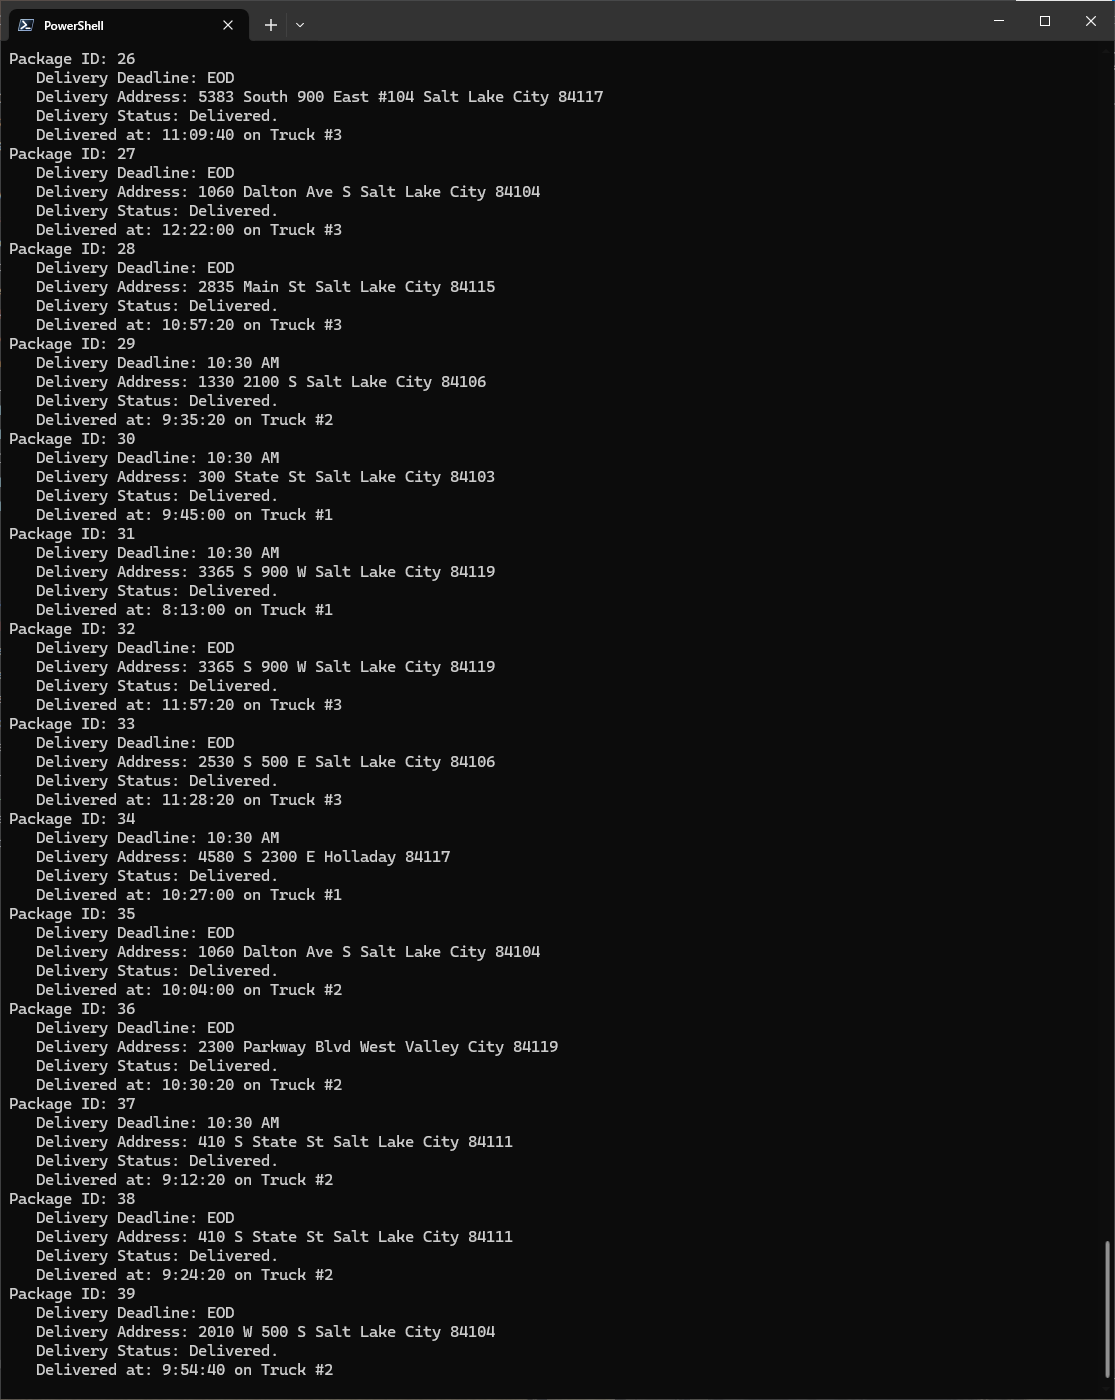 PowerShell
Package ID: 26
Delivery Deadline: EOD
Delivery Address: 5383 South 900 East #104 Salt Lake City 84117
Delivery Status: Delivered.
Delivered at: 11:09:40 on Truck #3
Package ID: 27
Delivery Deadline: EOD
Delivery Address: 1060 Dalton Ave S Salt Lake City 84104
Delivery Status: Delivered.
Delivered at: 12:22:00 on Truck #3
Package ID: 28
Delivery Deadline: EOD
Delivery Address: 2835 Main St Salt Lake City 84115
Delivery Status: Delivered.
Delivered at: 10:57:20 on Truck #3
Package ID: 29
Delivery Deadline: 10:30 AM
Delivery Address: 1330 2100 S Salt Lake City 84106
Delivery Status: Delivered.
Delivered at: 9:35:20 on Truck #2
Package ID: 30
Delivery Deadline: 10:30 AM
Delivery Address: 300 State St Salt Lake City 84103
Delivery Status: Delivered.
Delivered at: 9:45:00 on Truck #1
Package ID: 31
Delivery Deadline: 10:30 AM
Delivery Address: 3365 S 900 W Salt Lake City 84119
Delivery Status: Delivered.
Delivered at: 8:13:00 on Truck #1
Package ID: 32
Delivery Deadline: EOD
Delivery Address: 3365 S 900 W Salt Lake City 84119
Delivery Status: Delivered.
Delivered at: 11:57:20 on Truck #3
Package ID: 33
Delivery Deadline: EOD
Delivery Address: 2530 S 500 E Salt Lake City 84106
Delivery Status: Delivered.
Delivered at: 11:28:20 on Truck #3
Package ID: 34
Delivery Deadline: 10:30 AM
Delivery Address: 4580 S 2300 E Holladay 84117
Delivery Status: Delivered.
Delivered at: 10:27:00 on Truck #1
Package ID: 35
Delivery Deadline: EOD
Delivery Address: 1060 Dalton Ave S Salt Lake City 84104
Delivery Status: Delivered.
Delivered at: 10:04:00 on Truck #2
Package ID: 36
Delivery Deadline: EOD
Delivery Address: 2300 Parkway Blvd West Valley City 84119
Delivery Status: Delivered.
Delivered at: 10:30:20 on Truck #2
Package ID: 37
Delivery Deadline: 10:30 AM
Delivery Address: 410 S State St Salt Lake City 84111
Delivery Status: Delivered.
Delivered at: 9:12:20 on Truck #2
Package ID: 38
Delivery Deadline: EOD
Delivery Address: 410 S State St Salt Lake City 84111
Delivery Status: Delivered.
Delivered at: 9:24:20 on Truck #2
Package ID: 39
Delivery Deadline: EOD
Delivery Address: 2010 W 500 S Salt Lake City 84104
Delivery Status: Delivered.
Delivered at: 9:54:40 on Truck #2